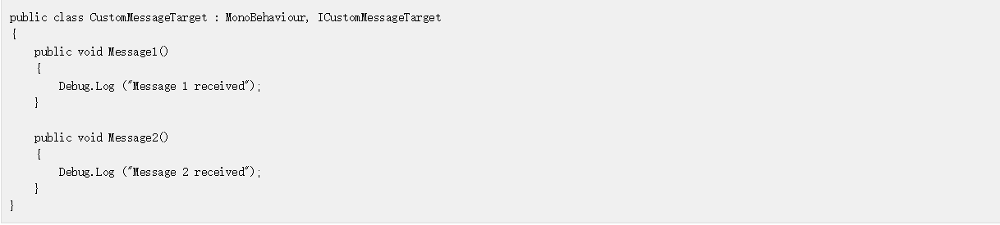 public class CustomMessageTarget : MonoBehaviour, ICustomMessageTarget
{
    public void Message1()
    {
        Debug.Log ("Message 1 received");
    }

    public void Message2()
    {
        Debug.Log ("Message 2 received");
    }
}